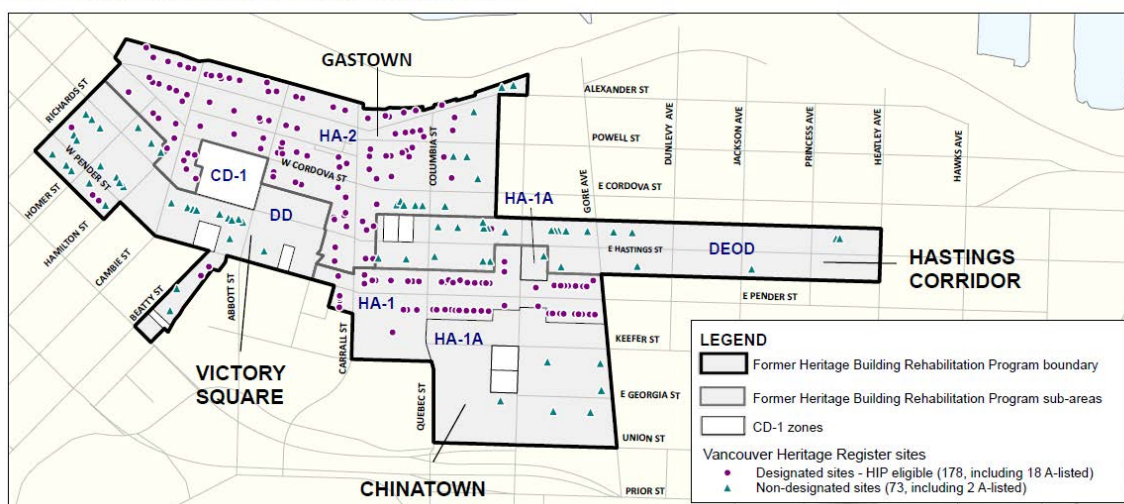 GASTOWN
ALEXANDER ST
RICHARDS ST
POWELL ST
DUNLEVY AVE
JACKSON AVE
PRINCESS AVE
HEATLEY AVE
HAWKS AVE
HA-2
COLUMBIA ST
W PENDER ST
CD-1
W CORDOVA ST
E CORDOVA ST
GORE AVE
HOMER ST
HA-1A
DD
HAMILTON ST
E HASTINGS ST
DEOD
HASTINGS
CORRIDOR
CAMBIE ST
BEATTY ST
ABBOTT ST
E PENDER ST
HA-1
CARRALL ST
HA-1A
KEEFER ST
VICTORY
SQUARE
QUEBEC ST
E GEORGIA ST
UNION ST
CHINATOWN
PRIOR ST
LEGEND
Former Heritage Building Rehabilitation Program boundary
Former Heritage Building Rehabilitation Program sub-areas
CD-1 zones
Vancouver Heritage Register sites
Designated sites - HIP eligible (178, including 18 A-listed)
Non-designated sites (73, including 2 A-listed)